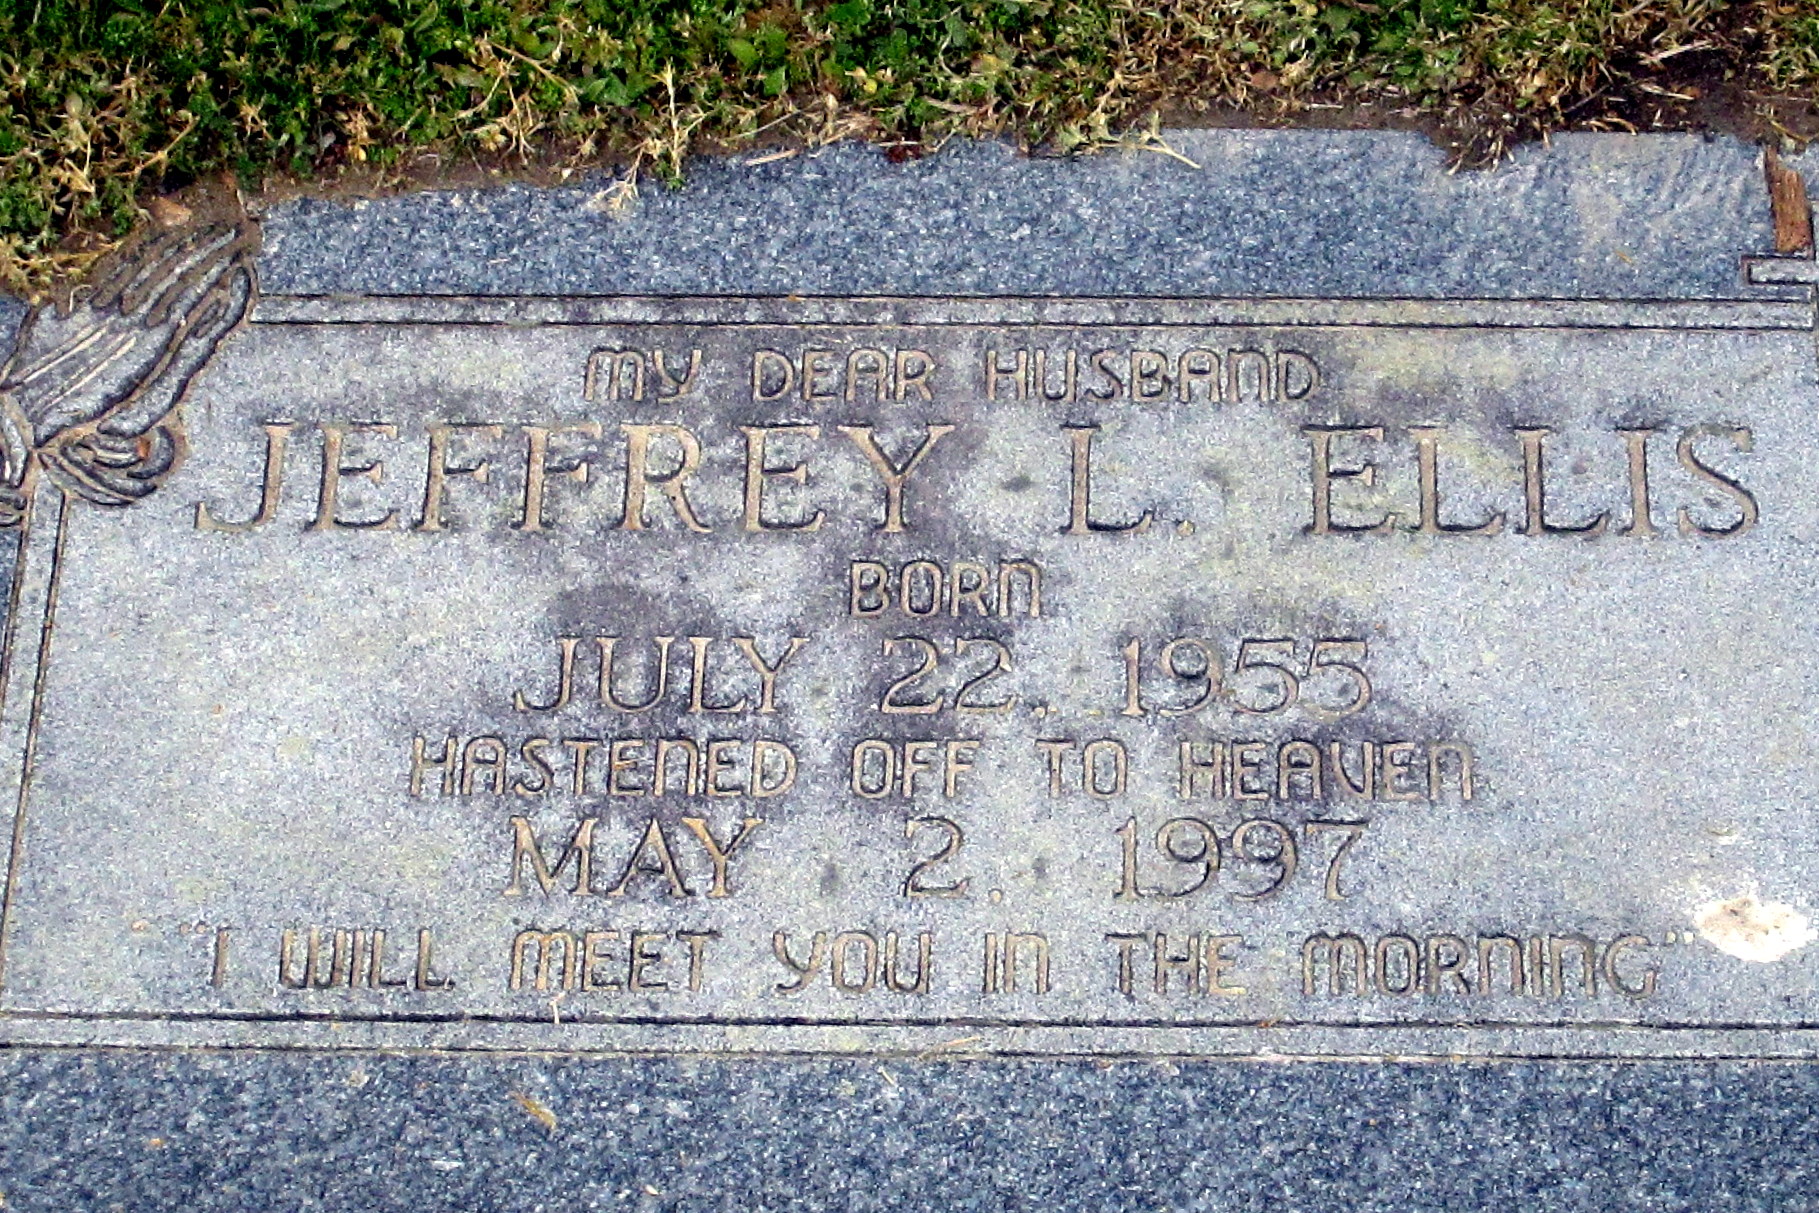 MY DEAR HUSBAND
JEFFREY L. ELLIS
BORN
JULY 22, 1955
HASTENED OFF TO HEAVEN
MAY 2, 1997
"I WILL MEET YOU IN THE MORNING"